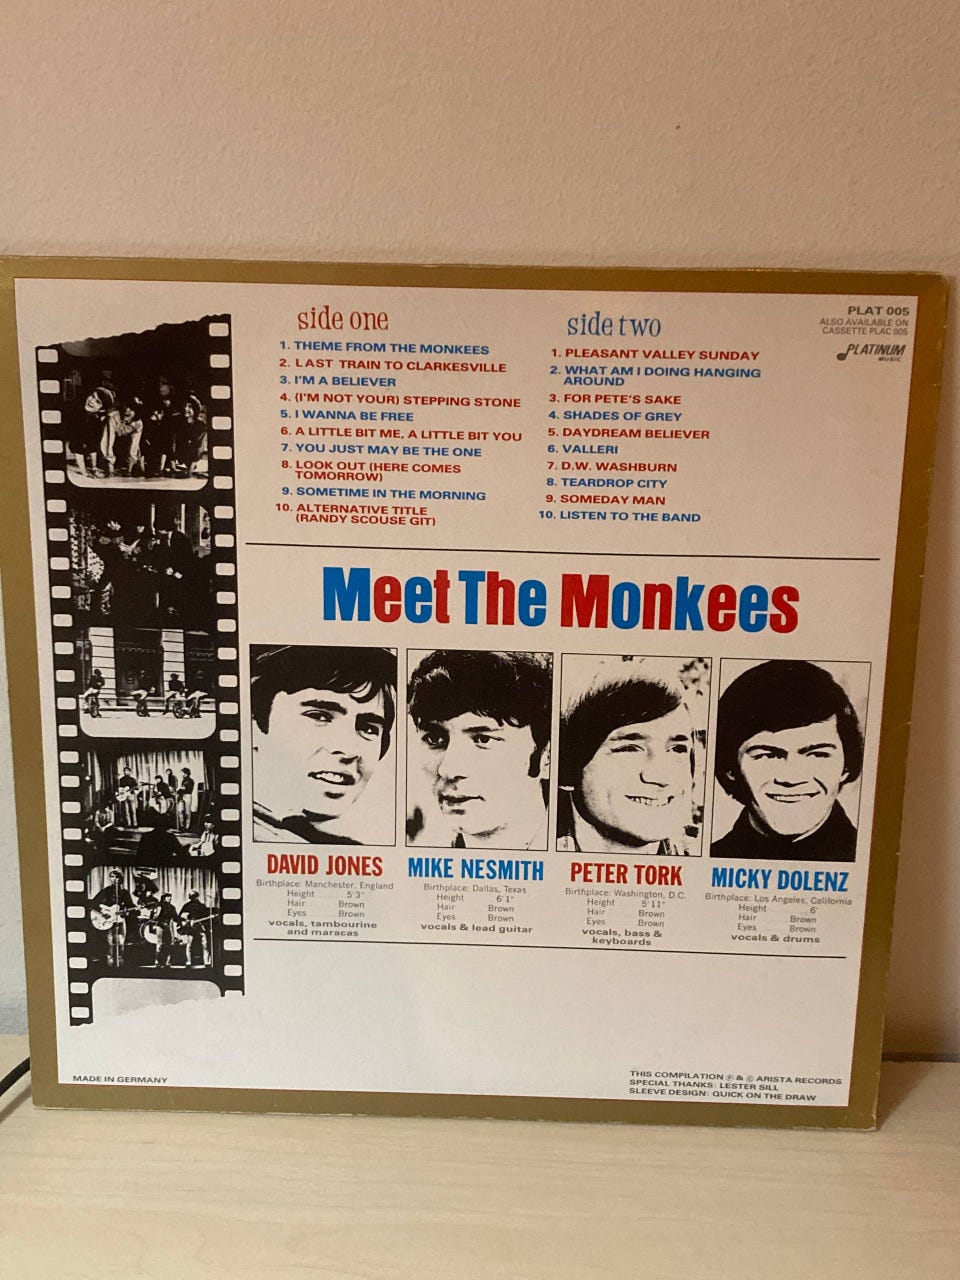 side one
1. THEME FROM THE MONKEES
2. LAST TRAIN TO CLARKESVILLE
3. I'M A BELIEVER
4. (I'M NOT YOUR) STEPPING STONE
5. I WANNA BE FREE
6. A LITTLE BIT ME, A LITTLE BIT YOU
7. YOU JUST MAY BE THE ONE
8. LOOK OUT (HERE COMES
TOMORROW)
9. SOMETIME IN THE MORNING
10. ALTERNATIVE TITLE
(RANDY SCOUSE GIT)
side two
1. PLEASANT VALLEY SUNDAY
2. WHAT AM I DOING HANGING
AROUND
3. FOR PETE'S SAKE
4. SHADES OF GREY
5. DAYDREAM BELIEVER
6. VALLERI
7. D.W. WASHBURN
8. TEARDROP CITY
9. SOMEDAY MAN
10. LISTEN TO THE BAND
PLAT 005
ALSO AVAILABLE ON
CASSETTE PLAC 005
PLATINUM
MUSIC
Meet The Monkees
DAVID JONES
Birthplace: Manchester, England
Height 5'3"
Hair Brown
Eyes Brown
vocals, tambourine
and maracas
MIKE NESMITH
Birthplace: Dallas, Texas
Height 6'1"
Hair Brown
Eyes Brown
vocals & lead guitar
PETER TORK
Birthplace: Washington, D.C.
Height 5'11"
Hair Brown
Eyes Brown
vocals, bass &
keyboards
MICKY DOLENZ
Birthplace: Los Angeles, California
Height 6'
Hair Brown
Eyes Brown
vocals & drums
MADE IN GERMANY
THIS COMPILATION Ⓟ & © ARISTA RECORDS
SPECIAL THANKS: LESTER SILL
SLEEVE DESIGN: QUICK ON THE DRAW